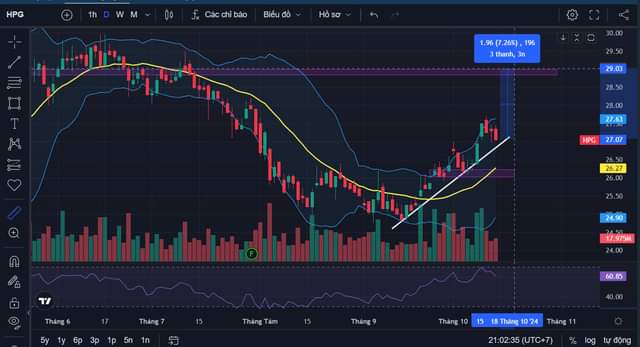 HPG
1h D W M
Các chỉ báo
Biểu đồ
Hồ sơ
1.96 (7.26%) , 196
3 thanh, 3n
30.00
29.50
29.03
28.50
28.00
27.63
27.50
HPG 27.07
26.27
26.00
25.50
25.00
24.90
24.50
17.975M
24.00
F
60.85
40.00
Tháng 6 17 Tháng 7 15 Tháng Tám 15 Tháng 9 Tháng 10 15 18 Tháng 10 '24 Tháng 11
5y 1y 6p 3p 1p 5n 1n
21:02:35 (UTC+7) % log tự động